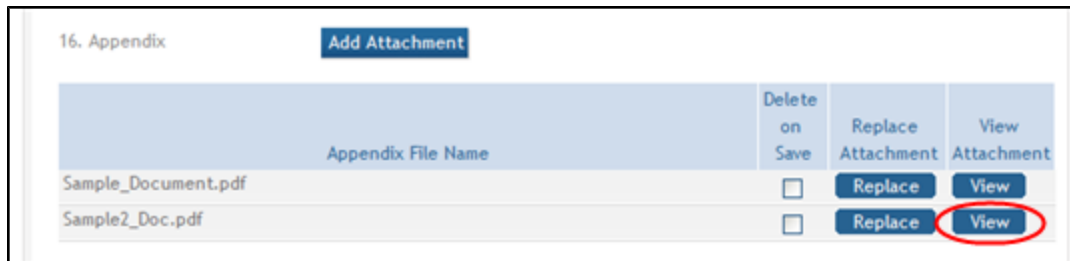 16. Appendix Add Attachment
Delete
on Replace View
Appendix File Name Save Attachment Attachment
Sample_Document.pdf Replace View
Sample2_Doc.pdf Replace View